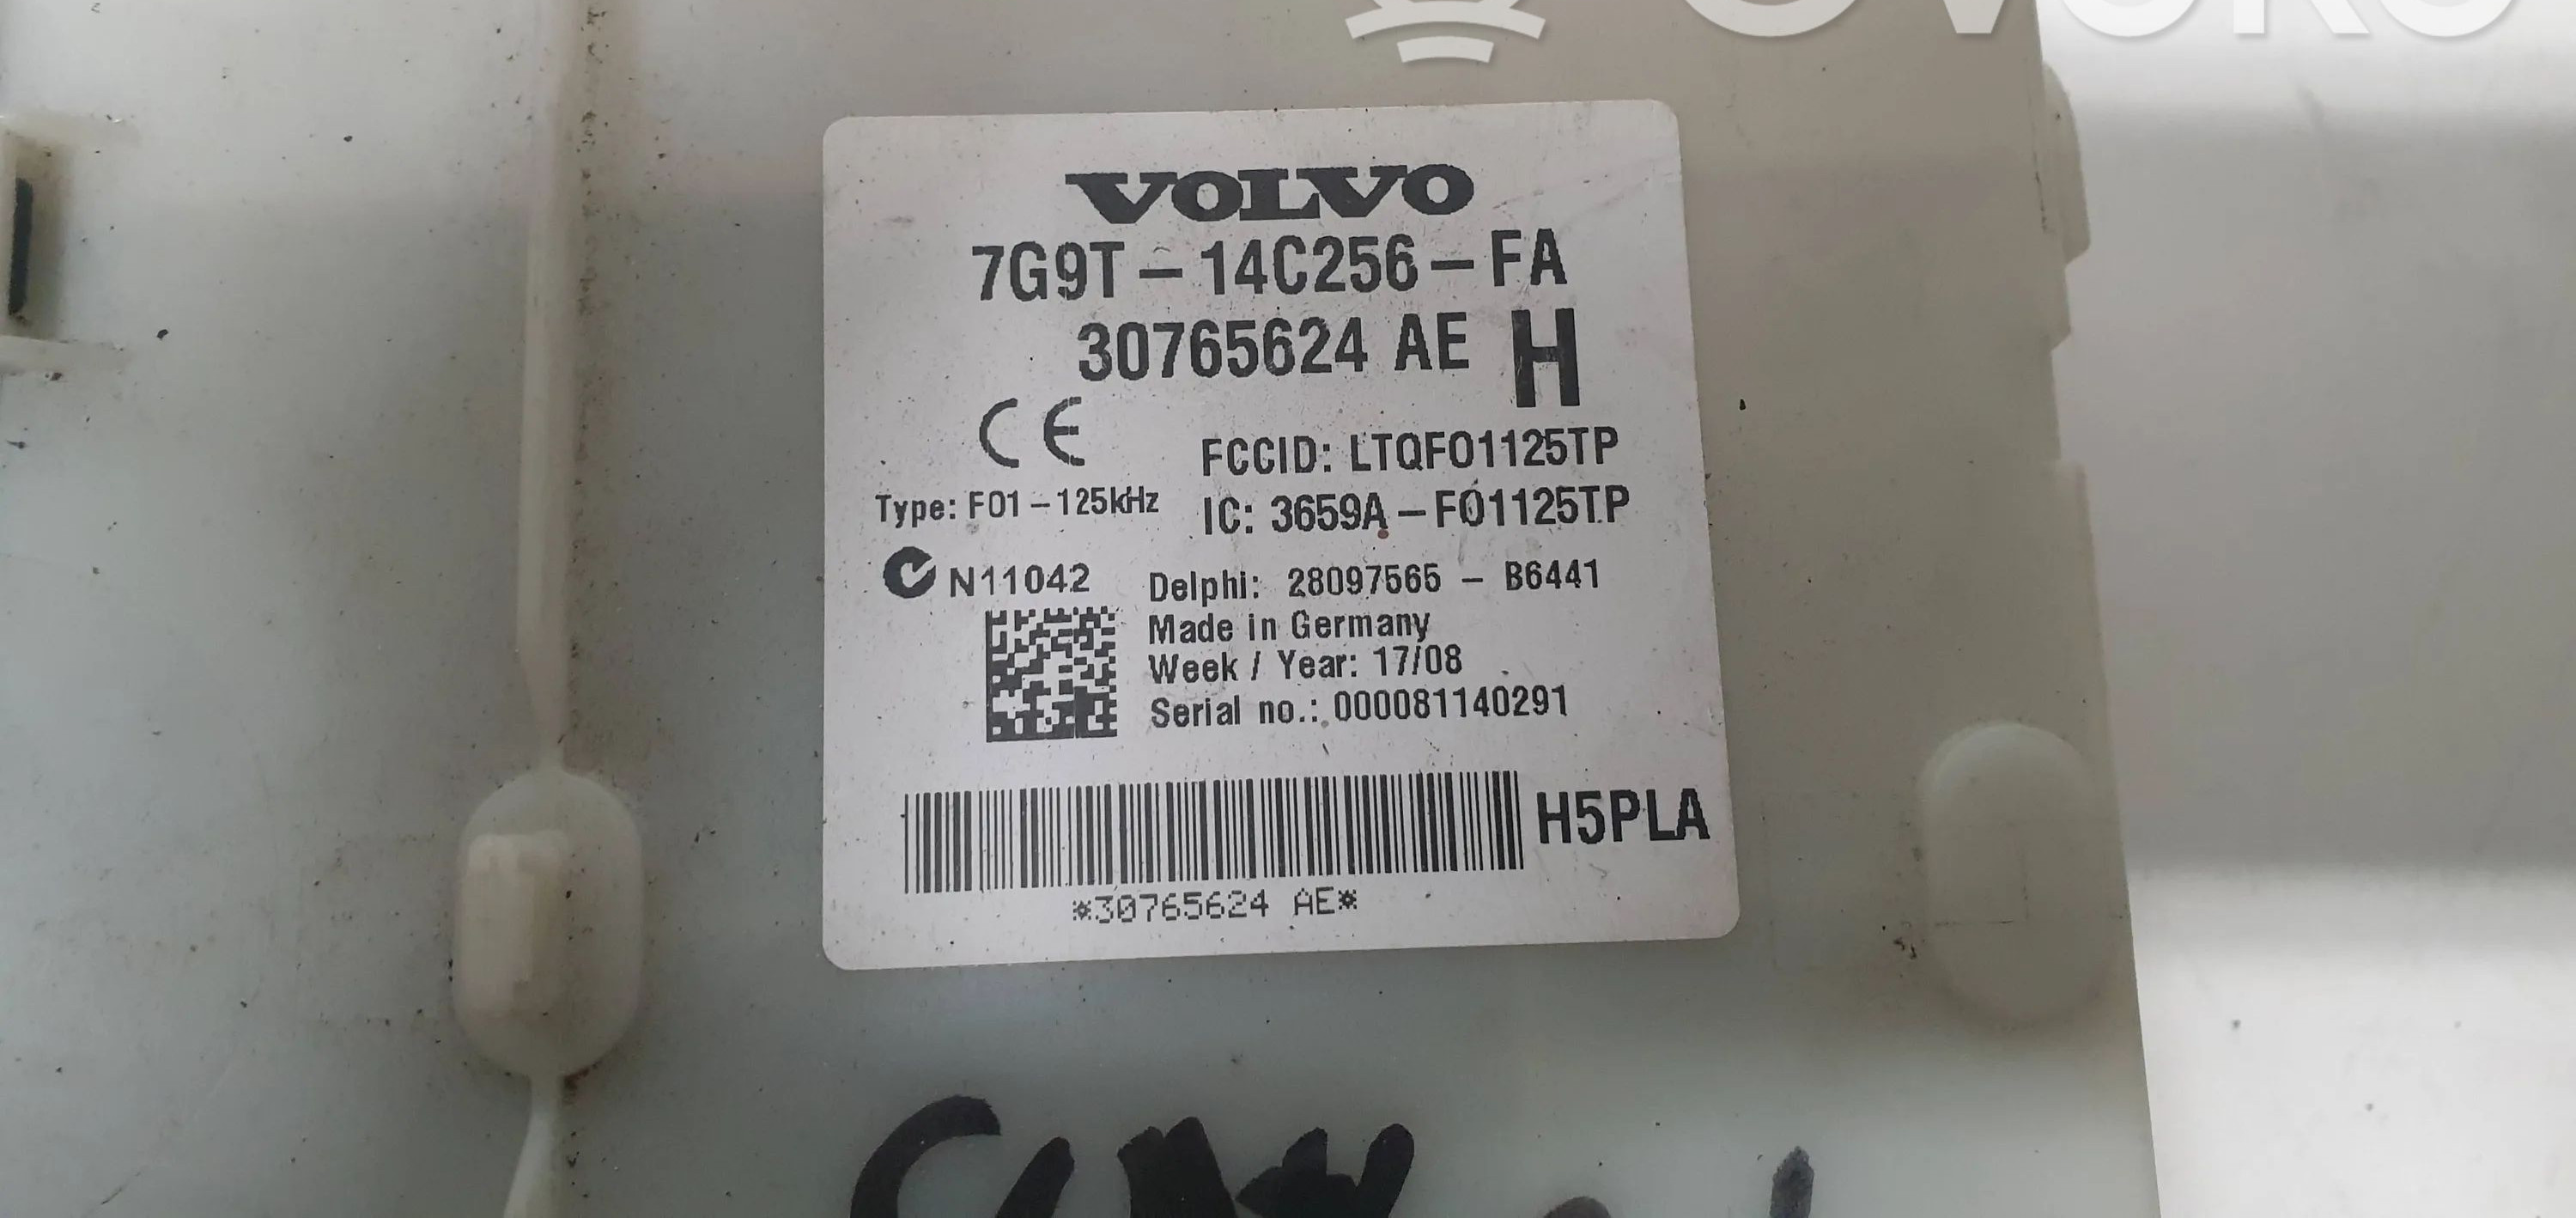 VOLVO
7G9T-14C256-FA
30765624 AE H
CE
FCCID: LTQF01125TP
Type: F01-125kHz
IC: 3659A-F01125TP
N11042
Delphi: 28097565 - B6441
Made in Germany
Week / Year: 17/08
Serial no.: 000081140291
H5PLA
*30765624 AE*